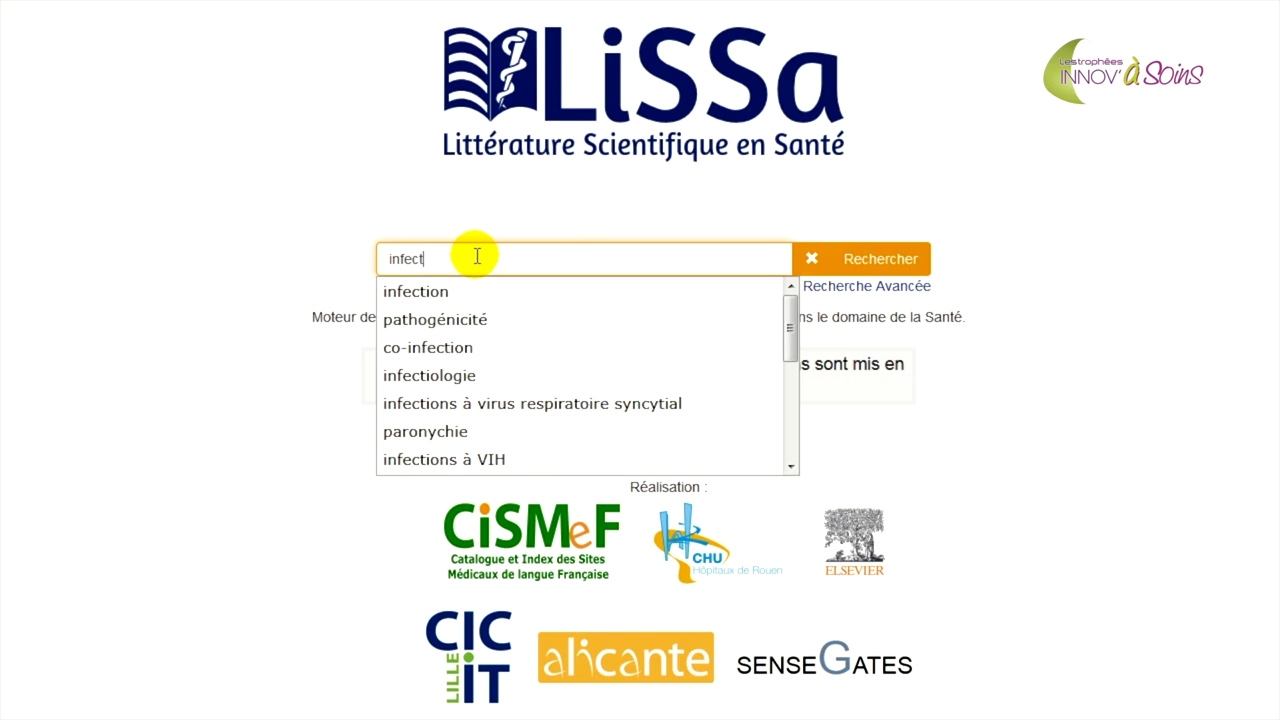 LiSSa
Littérature Scientifique en Santé
Les trophées
INNOV' à Soins
infect
Rechercher
Recherche Avancée
infection
pathogénicité
co-infection
infectiologie
infections à virus respiratoire syncytial
paronychie
infections à VIH
Moteur de
ns le domaine de la Santé.
s sont mis en
Réalisation :
CiSMeF
Catalogue et Index des Sites
Médicaux de langue Française
CHU
Hôpitaux de Rouen
ELSEVIER
CIC
LILLE
iT
alicante
SENSEGATES